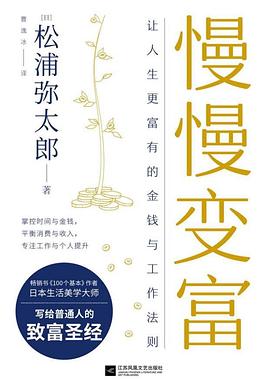 慢慢变富
让人生更富有的金钱与工作法则
[日]
松浦弥太郎
著
曹逸冰
译
掌控时间与金钱，
平衡消费与收入，
专注工作与个人提升
畅销书《100个基本》作者
日本生活美学大师
写给普通人的
致富圣经
江苏凤凰文艺出版社